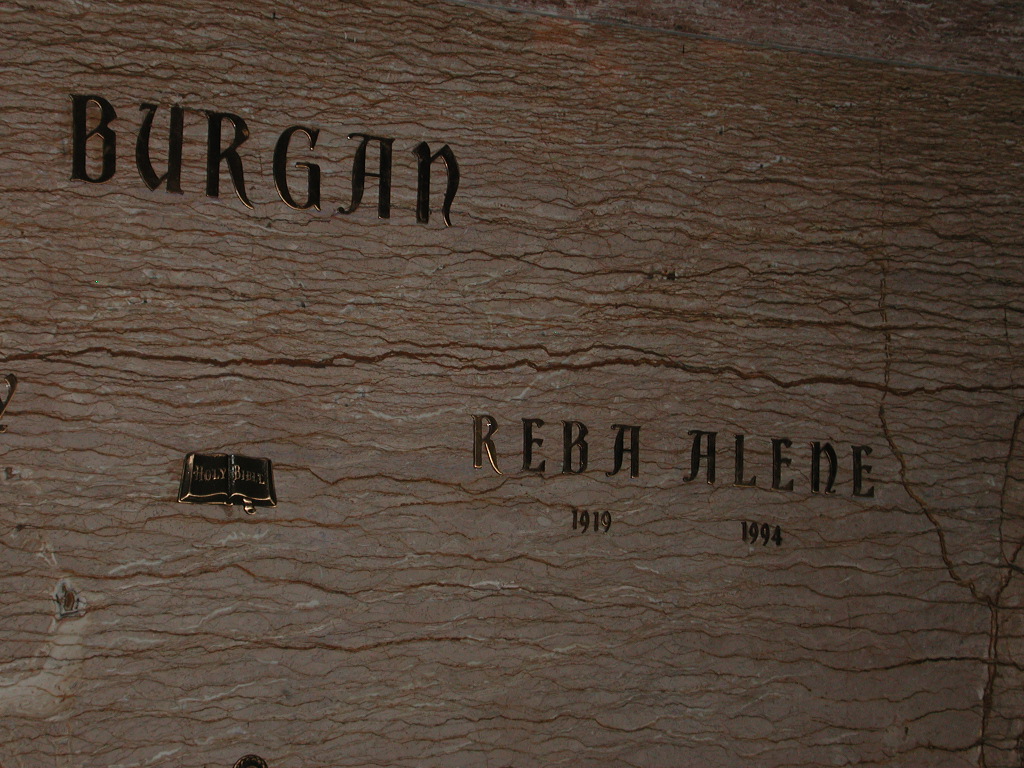 BURGAN
Y
HOLY BIBLE
REBA ALENE
1919 1994